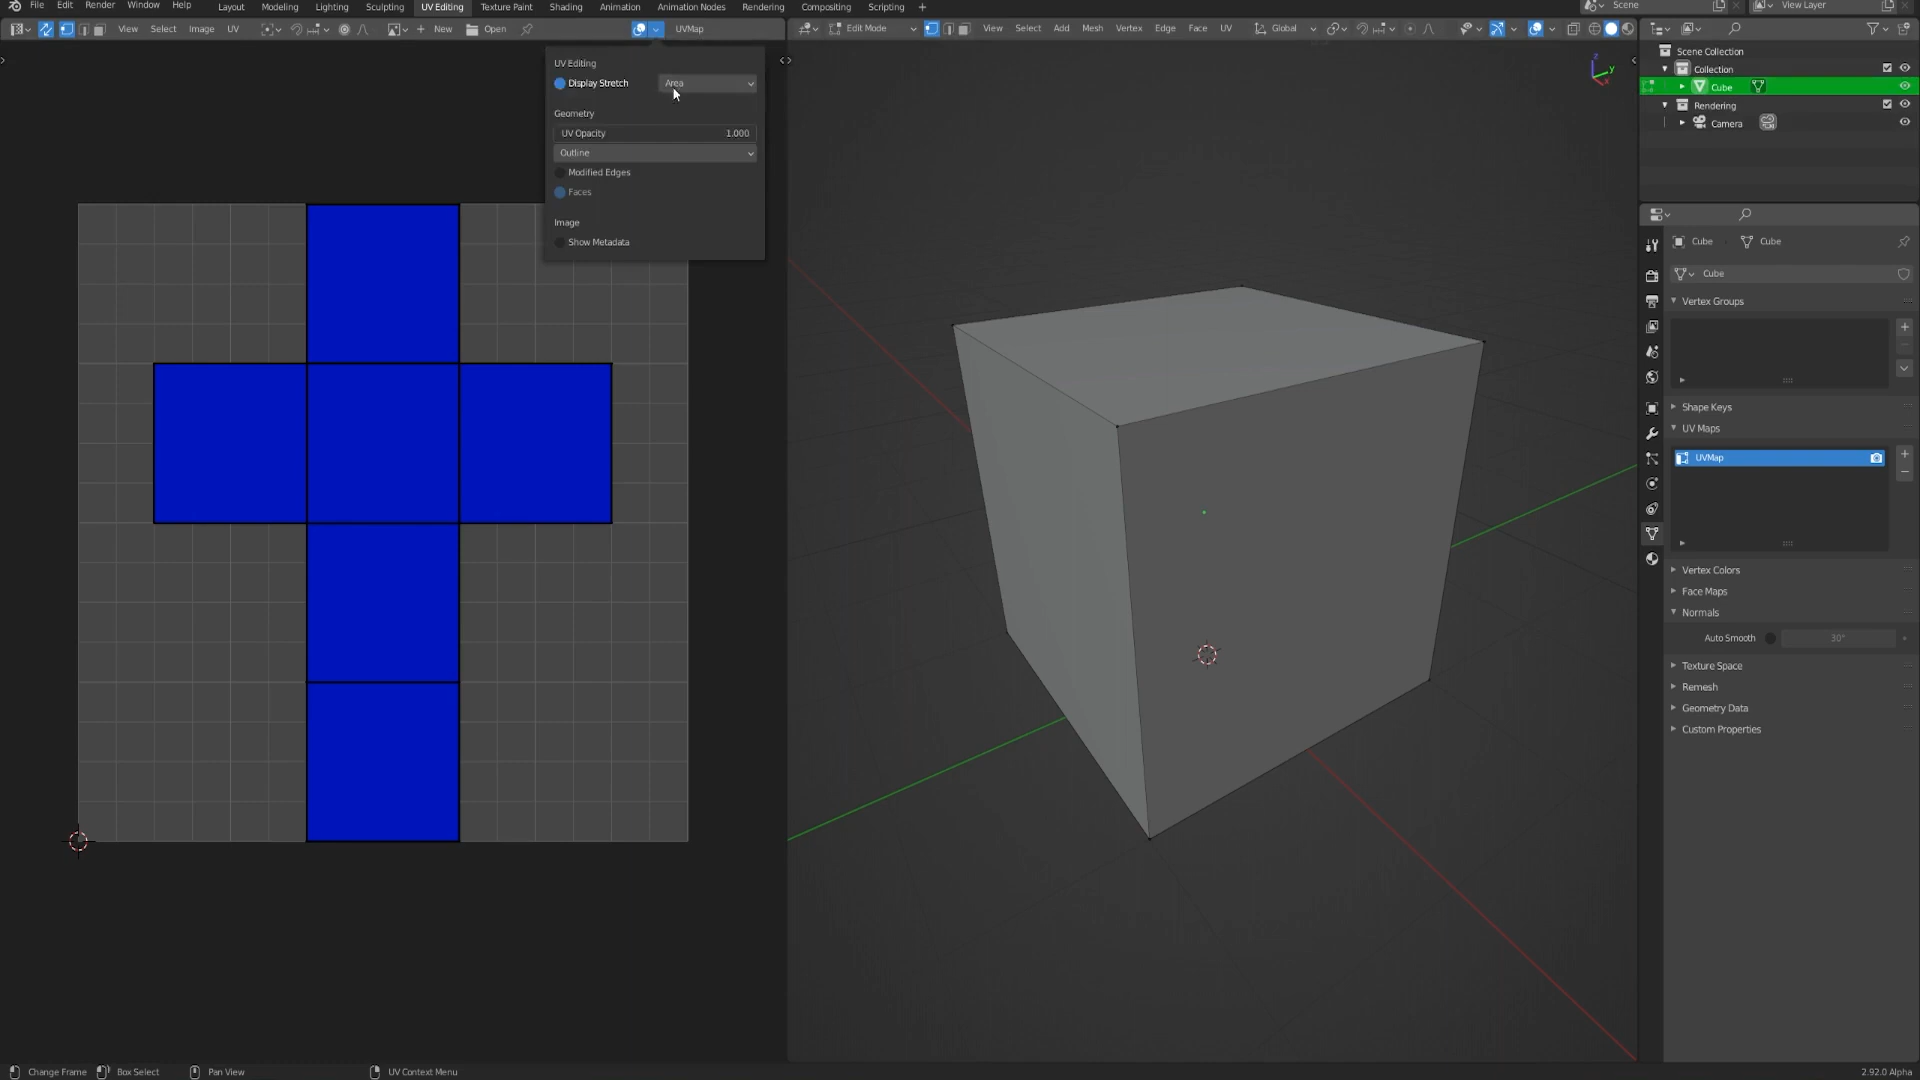 File Edit Render Window Help Layout Modeling Lighting Sculpting UV Editing Texture Paint Shading Animation Animation Nodes Rendering Compositing Scripting + Scene View Layer
View Select Image UV New Open UVMap
Edit Mode View Select Add Mesh Vertex Edge Face UV Global
UV Editing
Display Stretch Area
Geometry
UV Opacity 1.000
Outline
Modified Edges
Faces
Image
Show Metadata
Z
Y
X
Scene Collection
Collection
Cube
Rendering
Camera
Cube Cube
Cube
Vertex Groups
Shape Keys
UV Maps
UVMap
Vertex Colors
Face Maps
Normals
Auto Smooth 30°
Texture Space
Remesh
Geometry Data
Custom Properties
Change Frame Box Select Pan View UV Context Menu 2.92.0 Alpha